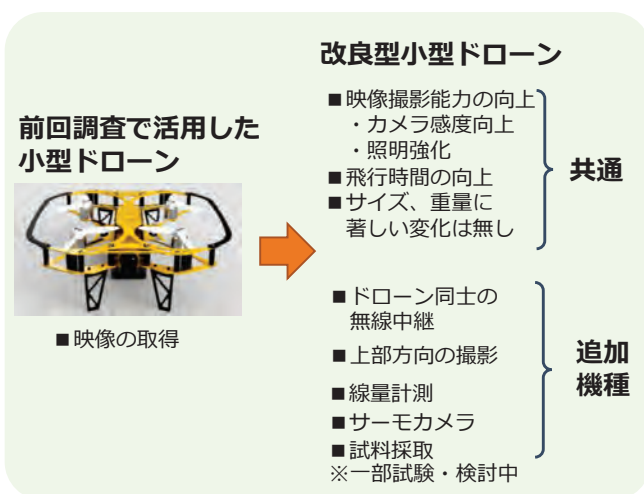 前回調査で活用した
小型ドローン
■映像の取得
改良型小型ドローン
■映像撮影能力の向上
・カメラ感度向上
・照明強化
■飛行時間の向上
■サイズ、重量に
著しい変化は無し
共通
■ドローン同士の
無線中継
■上部方向の撮影
■線量計測
■サーモカメラ
■試料採取
※一部試験・検討中
追加
機種